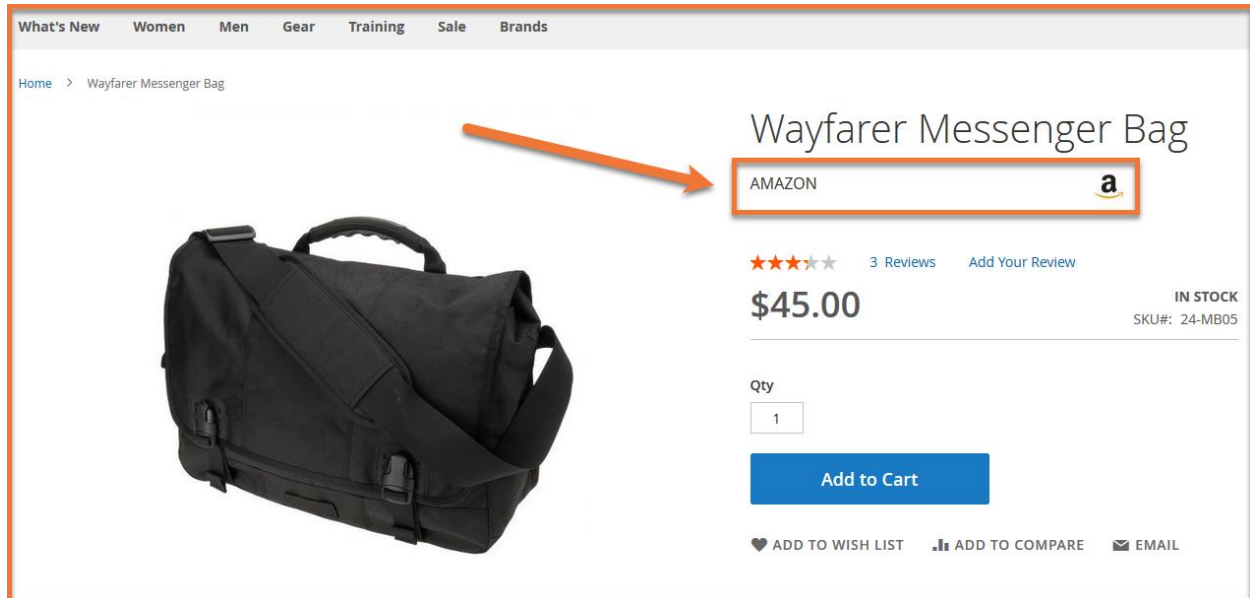 What's New Women Men Gear Training Sale Brands
Home > Wayfarer Messenger Bag
Wayfarer Messenger Bag
AMAZON a
3 Reviews Add Your Review
$45.00
IN STOCK
SKU#: 24-MB05
Qty
1
Add to Cart
ADD TO WISH LIST ADD TO COMPARE EMAIL